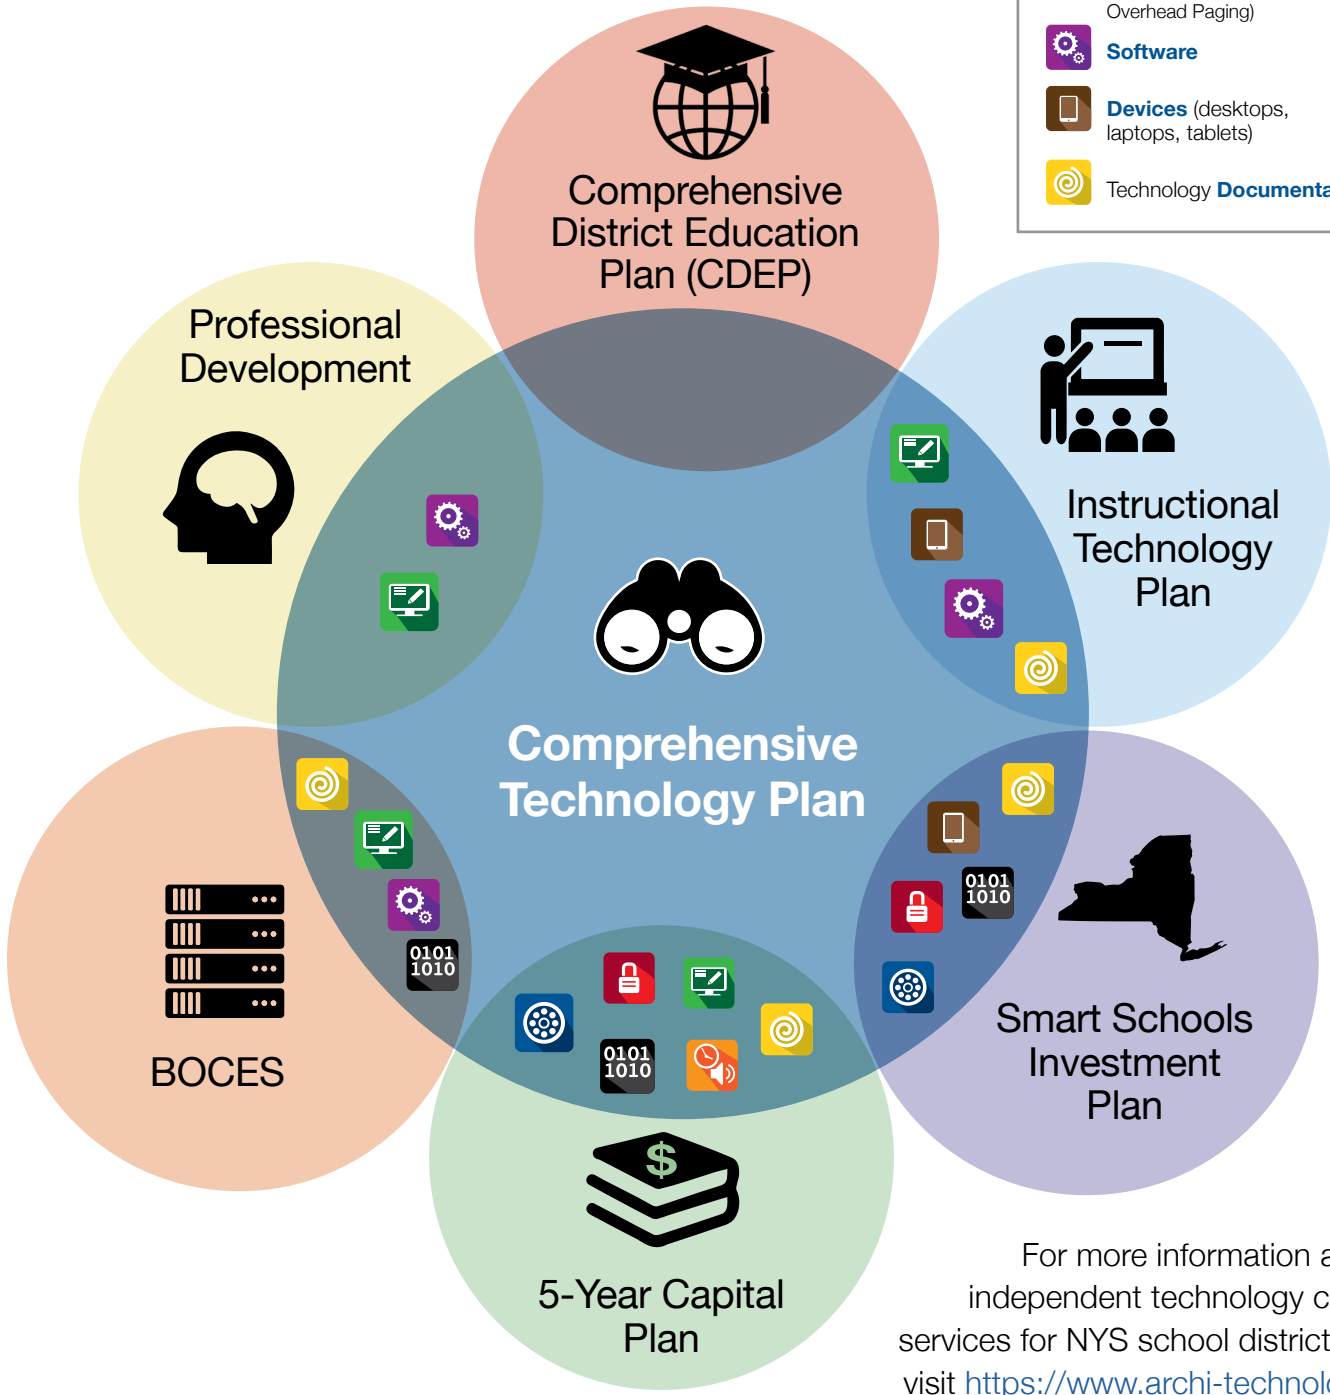 Overhead Paging)
Software
Devices (desktops,
laptops, tablets)
Technology Documenta
Comprehensive
District Education
Plan (CDEP)
Professional
Development
Instructional
Technology
Plan
Comprehensive
Technology Plan
0101
1010
0101
1010
0101
1010
BOCES
Smart Schools
Investment
Plan
$
5-Year Capital
Plan
For more information a
independent technology c
services for NYS school district
visit https://www.archi-technolo